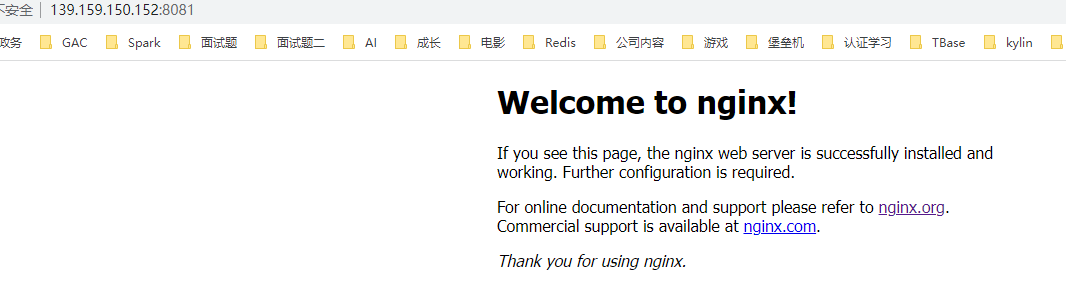 不安全 139.159.150.152:8081
政务 GAC Spark 面试题 面试题二 AI 成长 电影 Redis 公司内容 游戏 堡垒机 认证学习 TBase kylin
Welcome to nginx!
If you see this page, the nginx web server is successfully installed and
working. Further configuration is required.
For online documentation and support please refer to nginx.org.
Commercial support is available at nginx.com.
Thank you for using nginx.